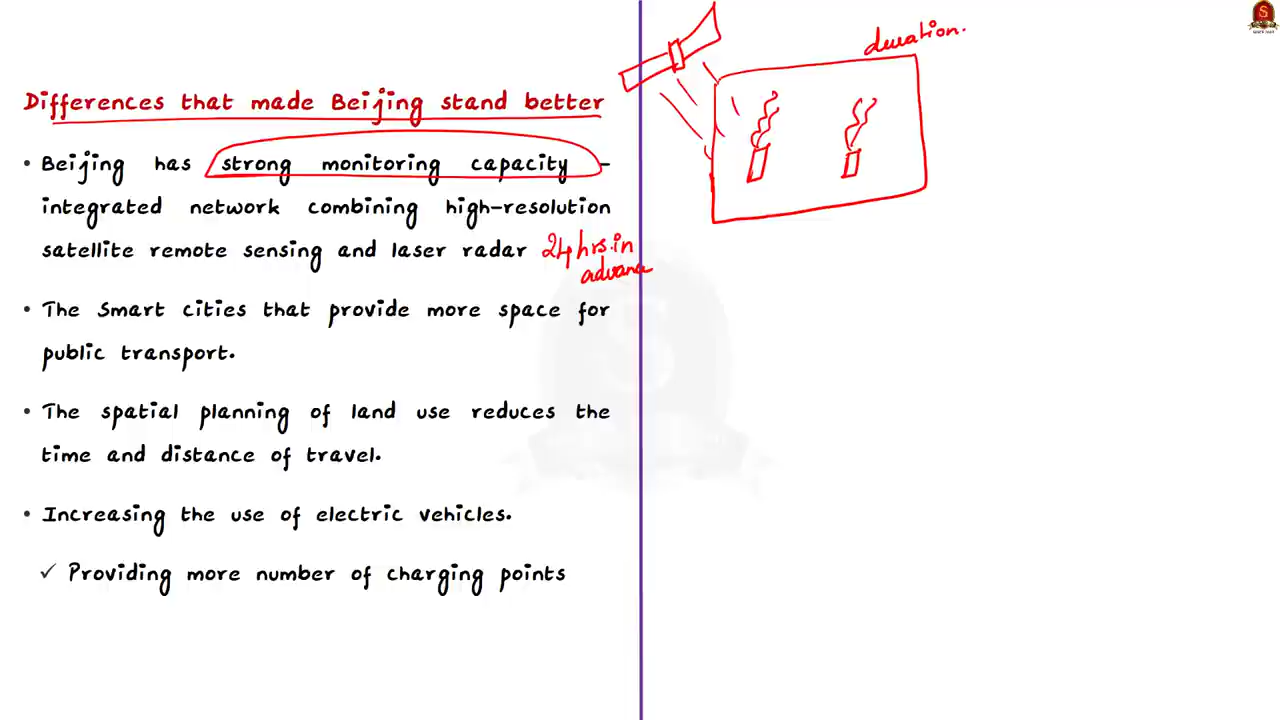 Differences that made Beijing stand better
• Beijing has strong monitoring capacity –
integrated network combining high-resolution
satellite remote sensing and laser radar 24 hrs.in
advanc
• The Smart cities that provide more space for
public transport.
• The spatial planning of land use reduces the
time and distance of travel.
• Increasing the use of electric vehicles.
✓ Providing more number of charging points
duration.
S